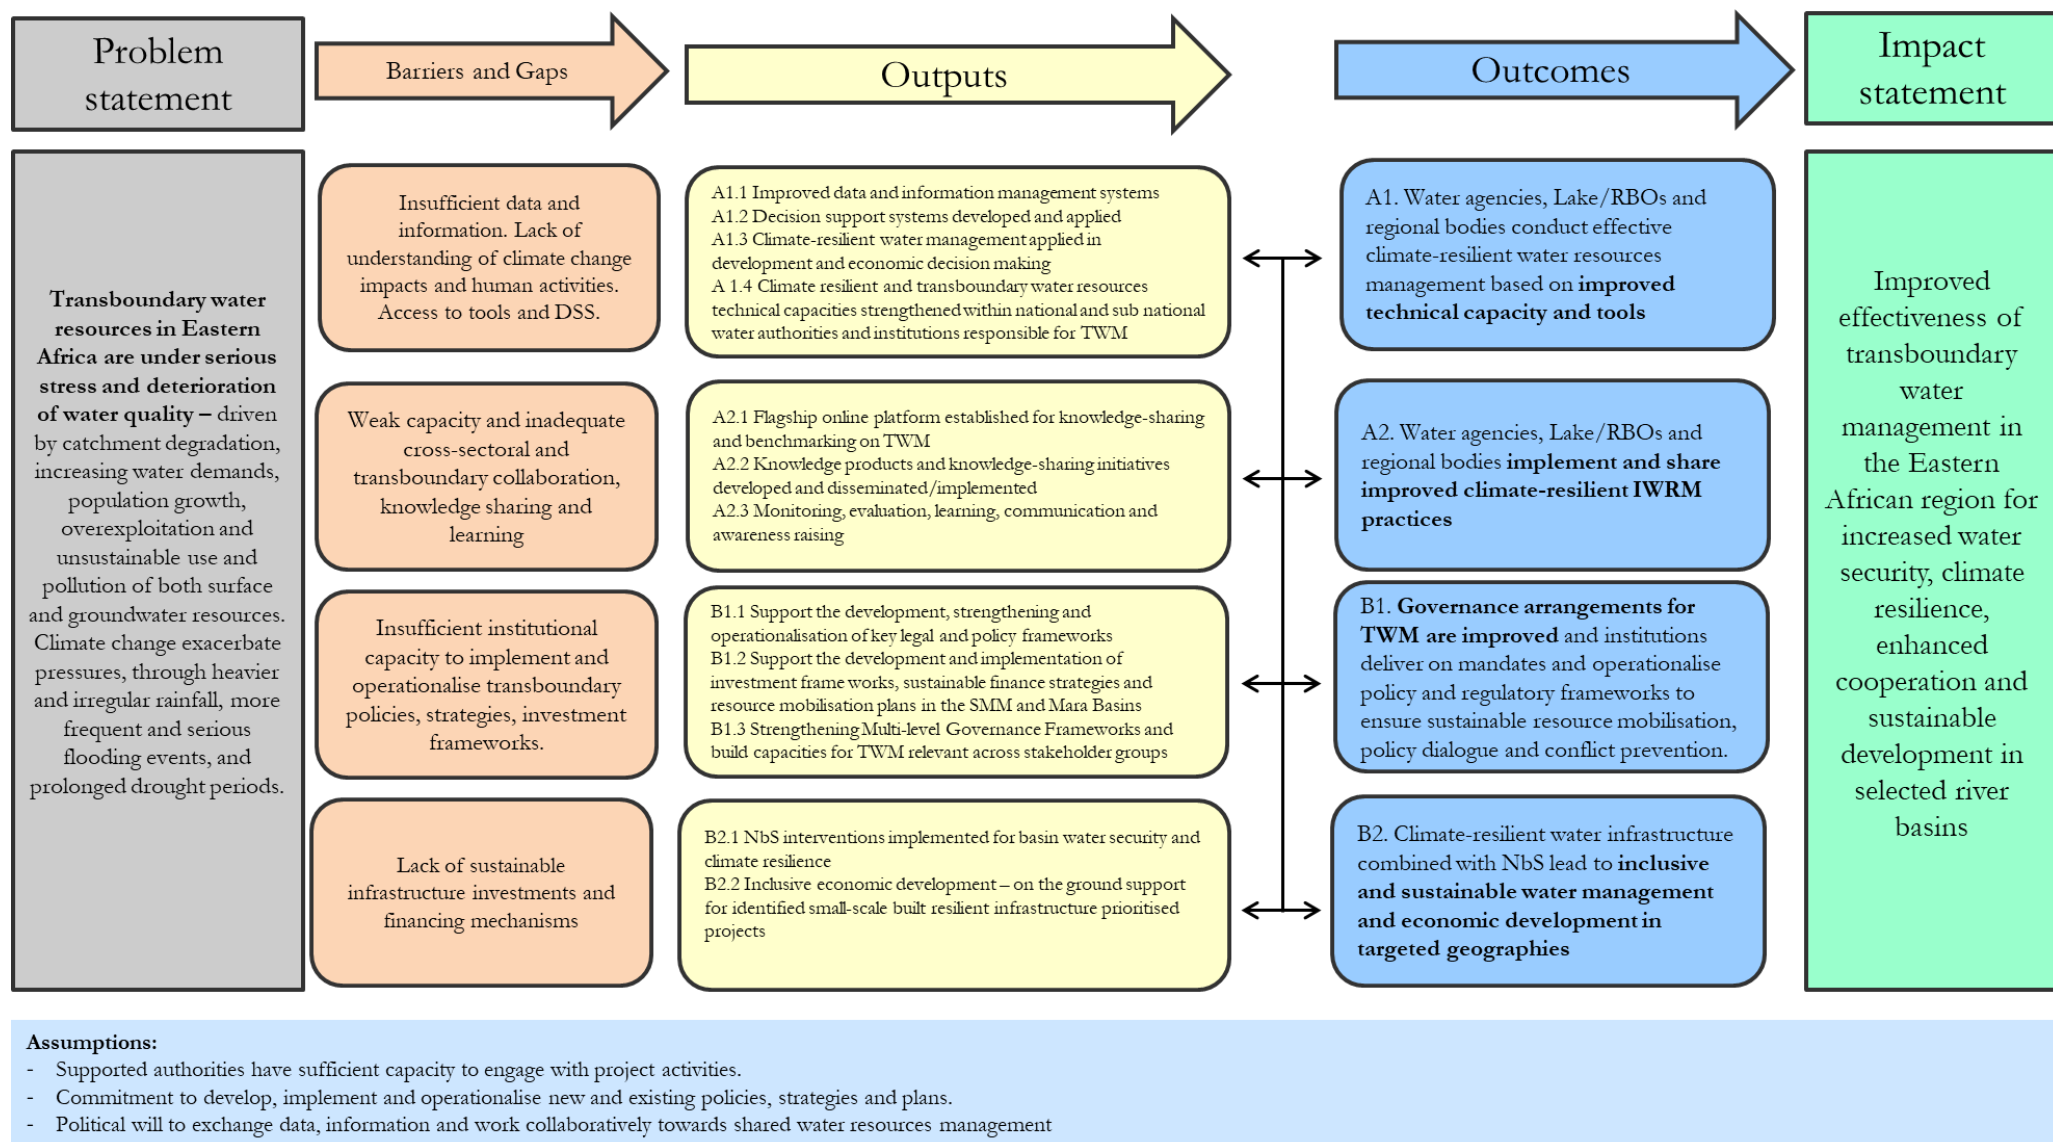 Problem
statement
Barriers and Gaps
Outputs
Outcomes
Impact
statement
Transboundary water
resources in Eastern
Africa are under serious
stress and deterioration
of water quality – driven
by catchment degradation,
increasing water demands,
population growth,
overexploitation and
unsustainable use and
pollution of both surface
and groundwater resources.
Climate change exacerbate
pressures, through heavier
and irregular rainfall, more
frequent and serious
flooding events, and
prolonged drought periods.
Insufficient data and
information. Lack of
understanding of climate change
impacts and human activities.
Access to tools and DSS.
Weak capacity and inadequate
cross-sectoral and
transboundary collaboration,
knowledge sharing and
learning
Insufficient institutional
capacity to implement and
operationalise transboundary
policies, strategies, investment
frameworks.
Lack of sustainable
infrastructure investments and
financing mechanisms
A1.1 Improved data and information management systems
A1.2 Decision support systems developed and applied
A1.3 Climate-resilient water management applied in
development and economic decision making
A 1.4 Climate resilient and transboundary water resources
technical capacities strengthened within national and sub national
water authorities and institutions responsible for TWM
A2.1 Flagship online platform established for knowledge-sharing
and benchmarking on TWM
A2.2 Knowledge products and knowledge-sharing initiatives
developed and disseminated/implemented
A2.3 Monitoring, evaluation, learning, communication and
awareness raising
B1.1 Support the development, strengthening and
operationalisation of key legal and policy frameworks
B1.2 Support the development and implementation of
investment frame works, sustainable finance strategies and
resource mobilisation plans in the SMM and Mara Basins
B1.3 Strengthening Multi-level Governance Frameworks and
build capacities for TWM relevant across stakeholder groups
B2.1 NbS interventions implemented for basin water security and
climate resilience
B2.2 Inclusive economic development – on the ground support
for identified small-scale built resilient infrastructure prioritised
projects
A1. Water agencies, Lake/RBOs and
regional bodies conduct effective
climate-resilient water resources
management based on improved
technical capacity and tools
A2. Water agencies, Lake/RBOs and
regional bodies implement and share
improved climate-resilient IWRM
practices
B1. Governance arrangements for
TWM are improved and institutions
deliver on mandates and operationalise
policy and regulatory frameworks to
ensure sustainable resource mobilisation,
policy dialogue and conflict prevention.
B2. Climate-resilient water infrastructure
combined with NbS lead to inclusive
and sustainable water management
and economic development in
targeted geographies
Improved
effectiveness of
transboundary
water
management in
the Eastern
African region for
increased water
security, climate
resilience,
enhanced
cooperation and
sustainable
development in
selected river
basins
Assumptions:
- Supported authorities have sufficient capacity to engage with project activities.
- Commitment to develop, implement and operationalise new and existing policies, strategies and plans.
- Political will to exchange data, information and work collaboratively towards shared water resources management